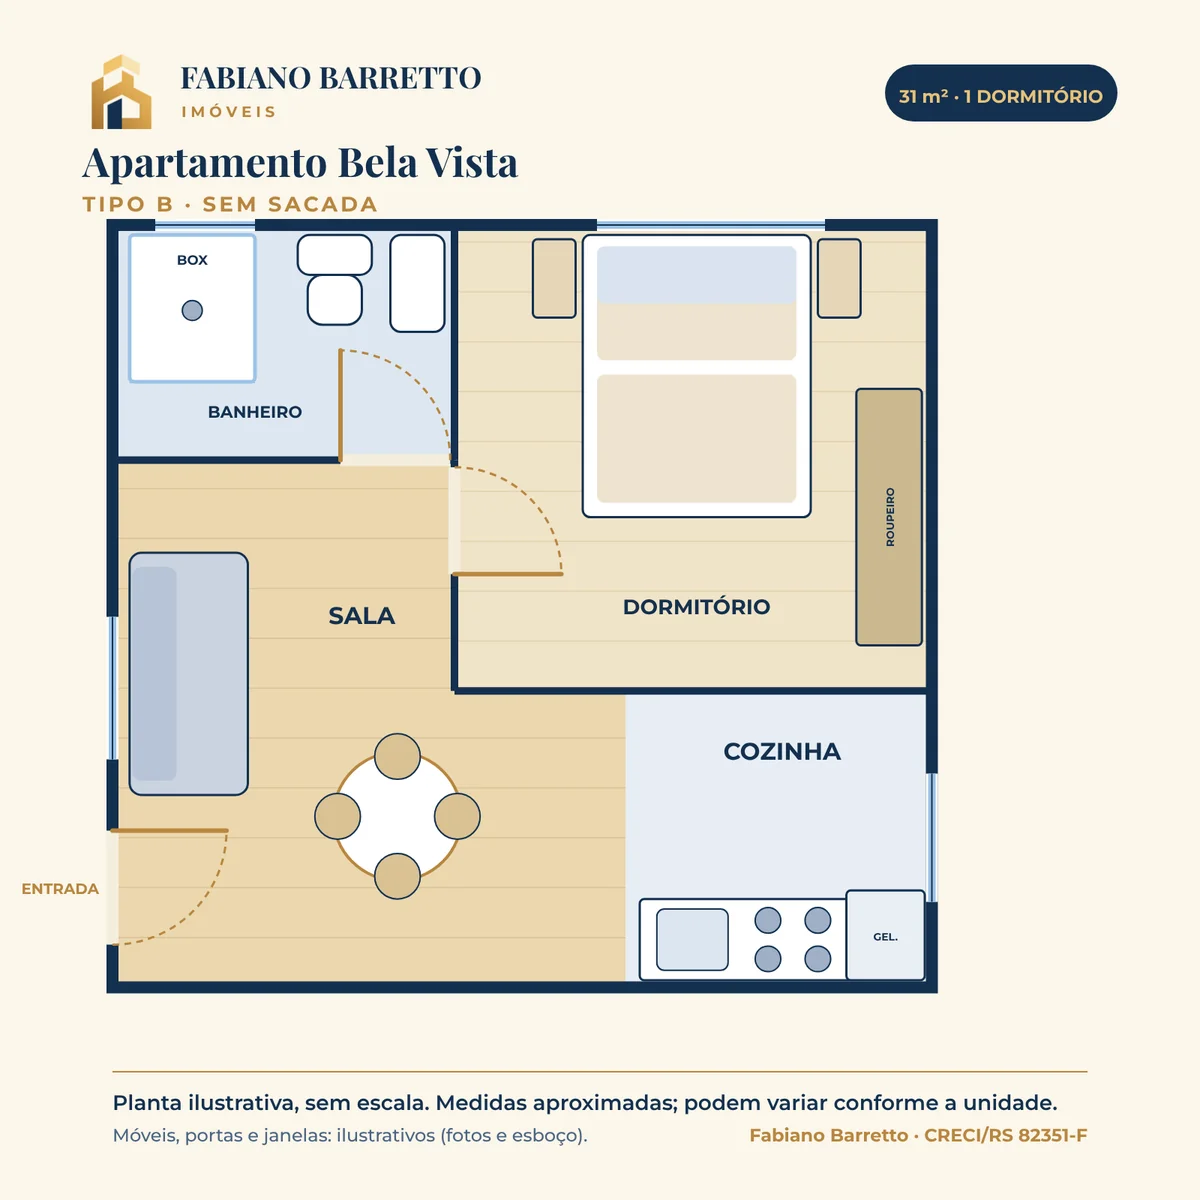 FABIANO BARRETTO
IMÓVEIS
31 m² · 1 DORMITÓRIO
Apartamento Bela Vista
TIPO B · SEM SACADA
BOX
BANHEIRO
ROUPEIRO
SALA
DORMITÓRIO
COZINHA
ENTRADA
GEL.
Planta ilustrativa, sem escala. Medidas aproximadas; podem variar conforme a unidade.
Móveis, portas e janelas: ilustrativos (fotos e esboço).
Fabiano Barretto · CRECI/RS 82351-F